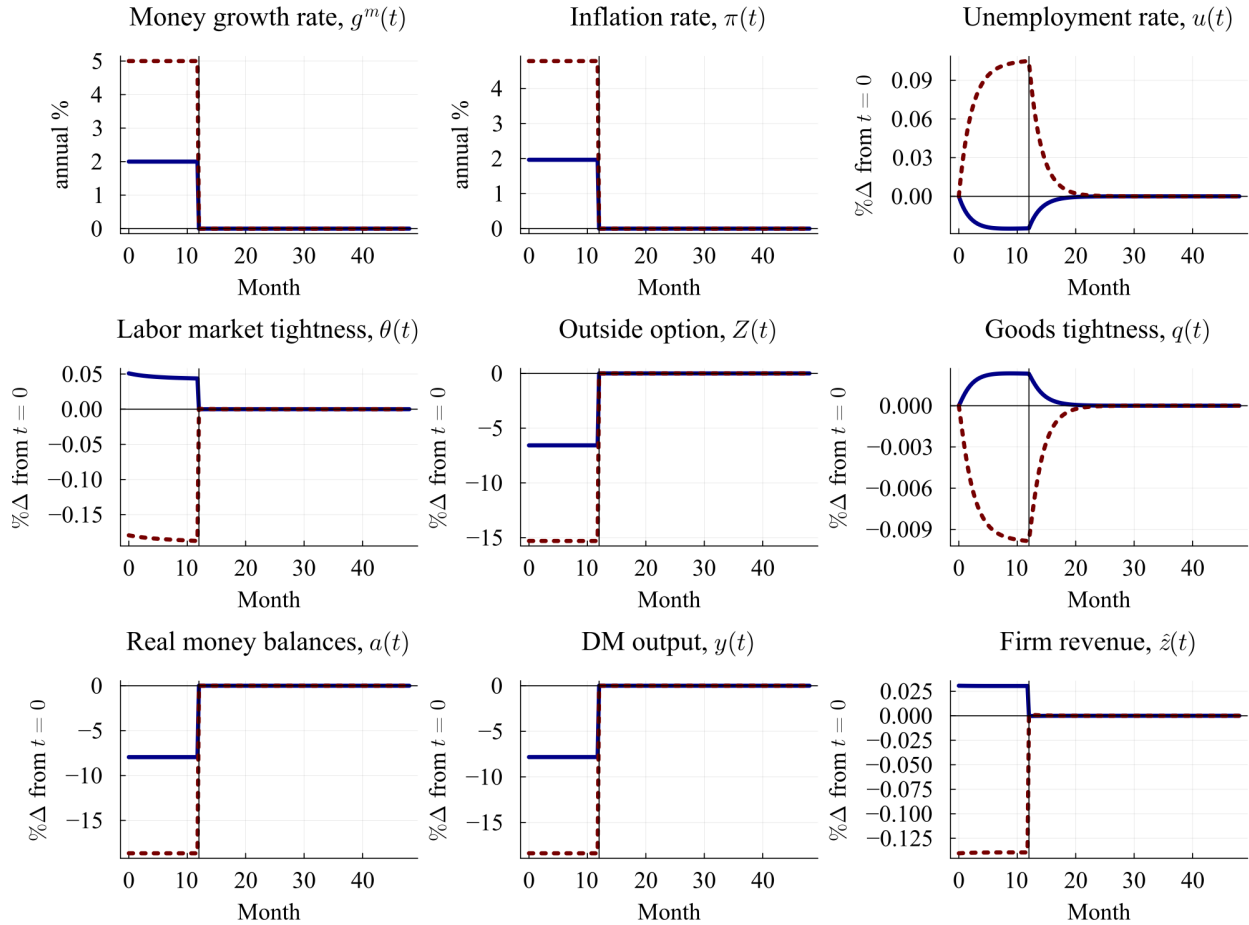 Money growth rate, gᵐ(t)
annual %
5
4
3
2
1
0
0 10 20 30 40
Month
Inflation rate, π(t)
annual %
4
3
2
1
0
0 10 20 30 40
Month
Unemployment rate, u(t)
%Δ from t = 0
0.09
0.06
0.03
0.00
0 10 20 30 40
Month
Labor market tightness, θ(t)
%Δ from t = 0
0.05
0.00
−0.05
−0.10
−0.15
0 10 20 30 40
Month
Outside option, Z(t)
%Δ from t = 0
0
−5
−10
−15
0 10 20 30 40
Month
Goods tightness, q(t)
%Δ from t = 0
0.000
−0.003
−0.006
−0.009
0 10 20 30 40
Month
Real money balances, a(t)
%Δ from t = 0
0
−5
−10
−15
0 10 20 30 40
Month
DM output, y(t)
%Δ from t = 0
0
−5
−10
−15
0 10 20 30 40
Month
Firm revenue, ẑ(t)
%Δ from t = 0
0.025
0.000
−0.025
−0.050
−0.075
−0.100
−0.125
0 10 20 30 40
Month